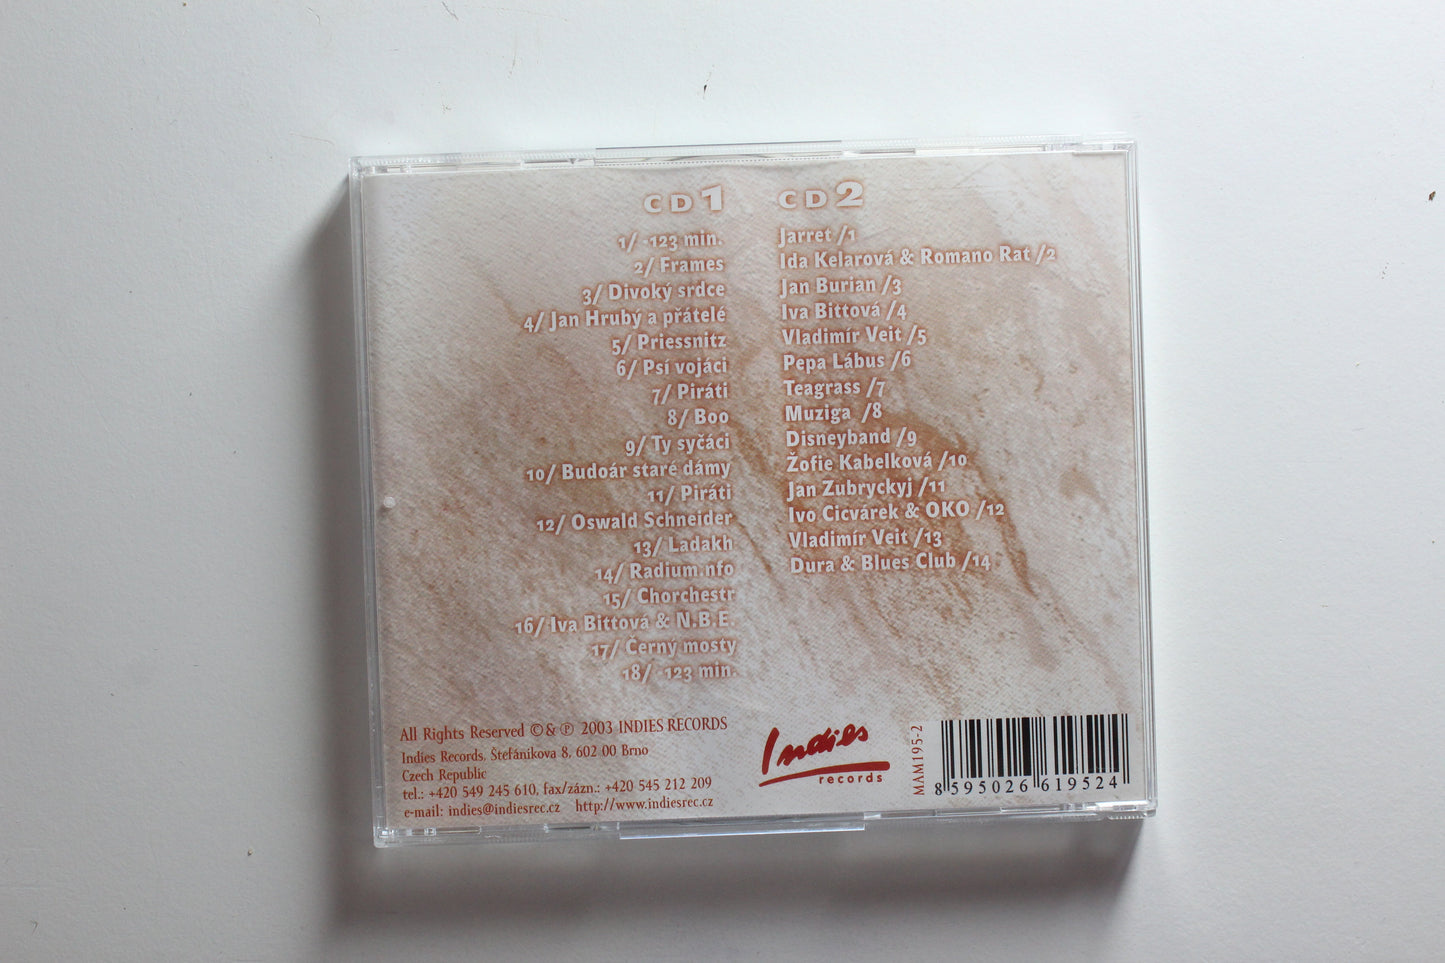 CD1
1/ -123 min.
2/ Frames
3/ Divoký srdce
4/ Jan Hrubý a přátelé
5/ Priessnitz
6/ Psí vojáci
7/ Piráti
8/ Boo
9/ Ty syčáci
10/ Budoár staré dámy
11/ Piráti
12/ Oswald Schneider
13/ Ladakh
14/ Radium.nfo
15/ Chorchestr
16/ Iva Bittová & N.B.E.
17/ Černý mosty
18/ -123 min.
CD2
Jarret /1
Ida Kelarová & Romano Rat /2
Jan Burian /3
Iva Bittová /4
Vladimír Veit /5
Pepa Lábus /6
Teagrass /7
Muziga /8
Disneyband /9
Žofie Kabelková /10
Jan Zubryckyj /11
Ivo Cicvárek & OKO /12
Vladimír Veit /13
Dura & Blues Club /14
All Rights Reserved ©&℗ 2003 INDIES RECORDS
Indies Records, Štefánikova 8, 602 00 Brno
Czech Republic
tel.: +420 549 245 610, fax/zázn.: +420 545 212 209
e-mail: indies@indiesrec.cz http://www.indiesrec.cz
Indies
records
MAM195-2
8 595026 619524